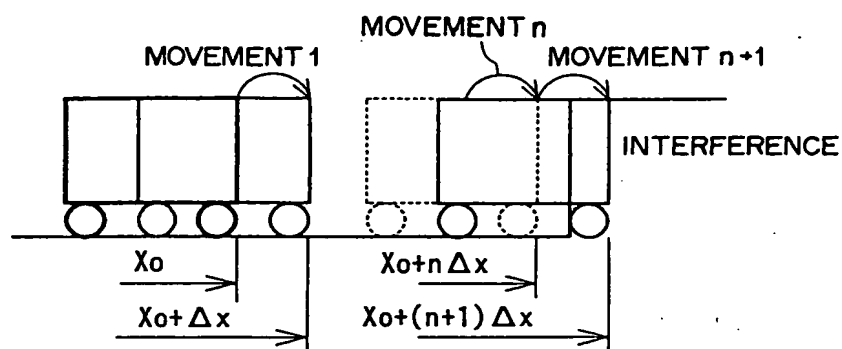 MOVEMENT n
MOVEMENT 1
MOVEMENT n+1
INTERFERENCE
Xo
Xo+nΔx
Xo+Δx
Xo+(n+1)Δx